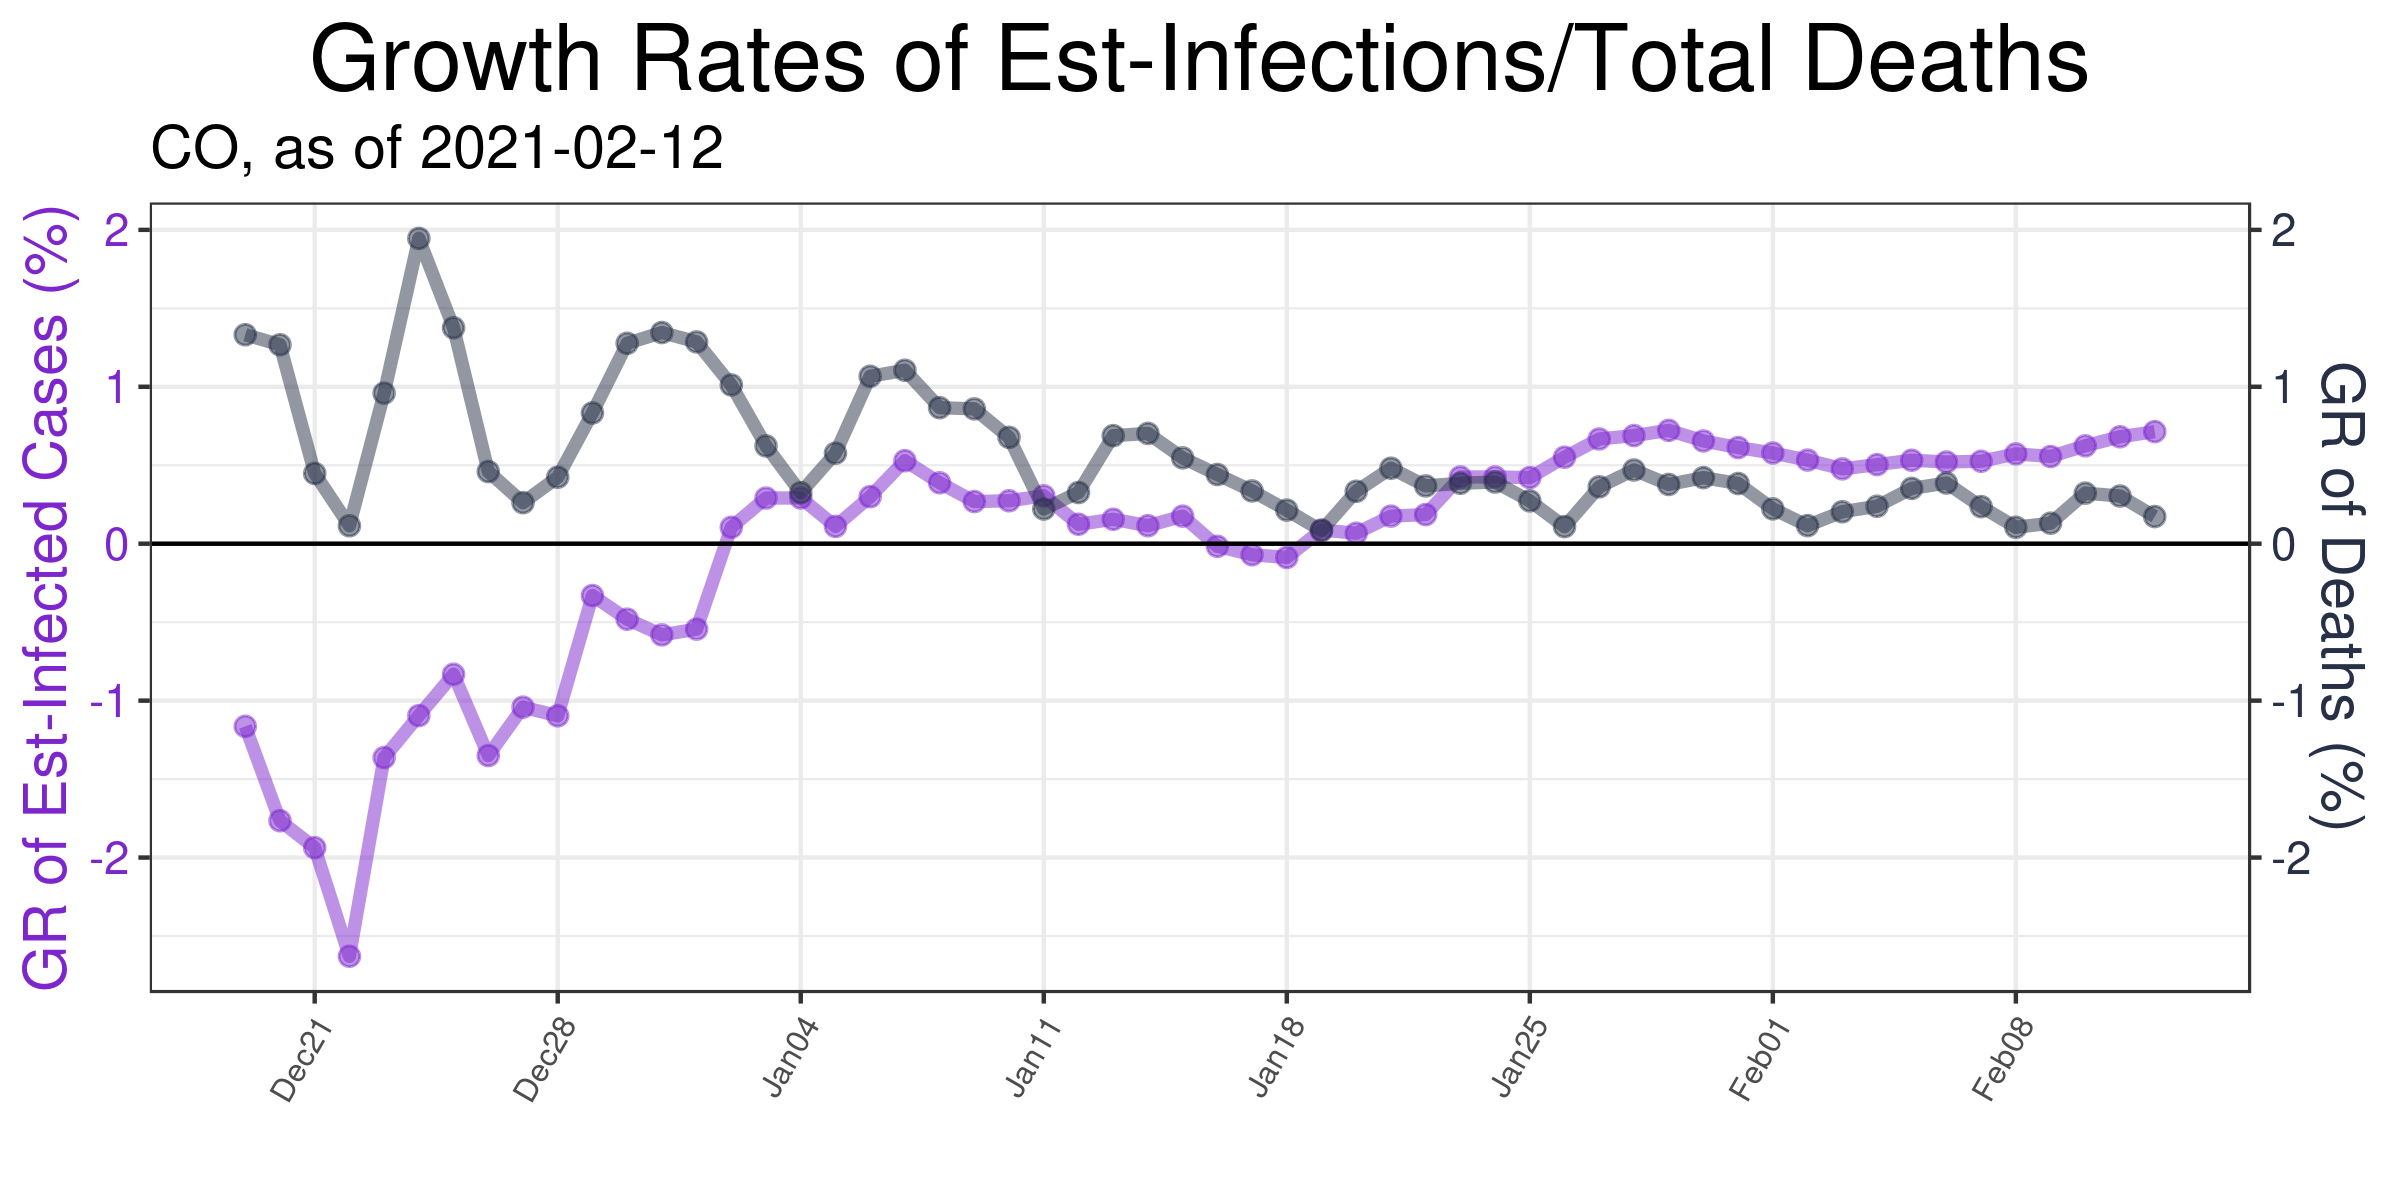 Growth Rates of Est-Infections/Total Deaths
CO, as of 2021-02-12
GR of Est-Infected Cases (%)
2
1
0
-1
-2
2
1
0
-1
-2
GR of Deaths (%)
Dec21
Dec28
Jan04
Jan11
Jan18
Jan25
Feb01
Feb08